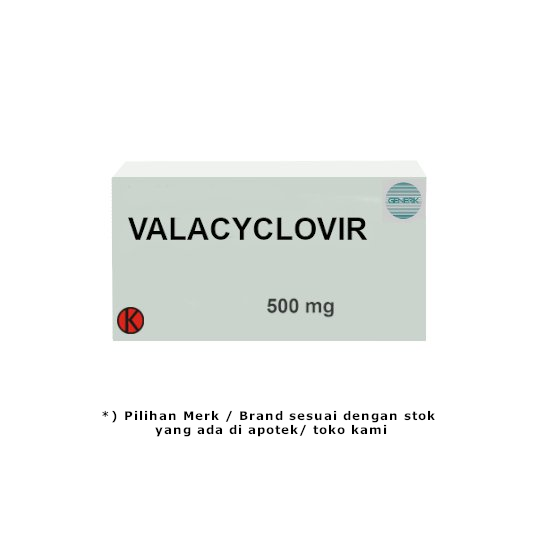 GENERIK
VALACYCLOVIR
500 mg
K
*) Pilihan Merk / Brand sesuai dengan stok
yang ada di apotek/ toko kami